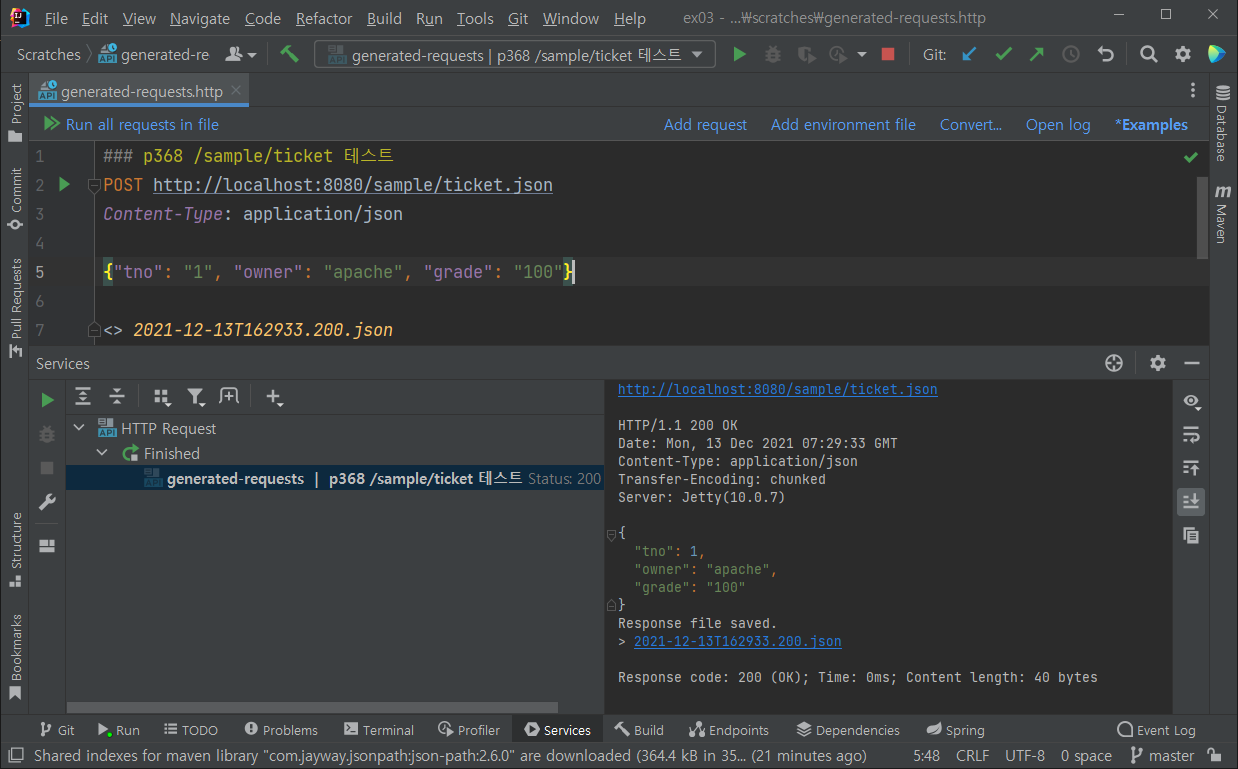 File Edit View Navigate Code Refactor Build Run Tools Git Window Help ex03 - ...￦scratches￦generated-requests.http
Scratches generated-re generated-requests | p368 /sample/ticket 테스트 Git:
generated-requests.http
Run all requests in file Add request Add environment file Convert... Open log *Examples
1 ### p368 /sample/ticket 테스트
2 POST http://localhost:8080/sample/ticket.json
3 Content-Type: application/json
4
5 {"tno": "1", "owner": "apache", "grade": "100"}
6
7 <> 2021-12-13T162933.200.json
Project
Commit
Pull Requests
Structure
Bookmarks
Database
m Maven
Services
HTTP Request
Finished
API generated-requests | p368 /sample/ticket 테스트 Status: 200
http://localhost:8080/sample/ticket.json
HTTP/1.1 200 OK
Date: Mon, 13 Dec 2021 07:29:33 GMT
Content-Type: application/json
Transfer-Encoding: chunked
Server: Jetty(10.0.7)
{
"tno": 1,
"owner": "apache",
"grade": "100"
}
Response file saved.
> 2021-12-13T162933.200.json
Response code: 200 (OK); Time: 0ms; Content length: 40 bytes
Git Run TODO Problems Terminal Profiler Services Build Endpoints Dependencies Spring Event Log
Shared indexes for maven library "com.jayway.jsonpath:json-path:2.6.0" are downloaded (364.4 kB in 35... (21 minutes ago) 5:48 CRLF UTF-8 0 space master